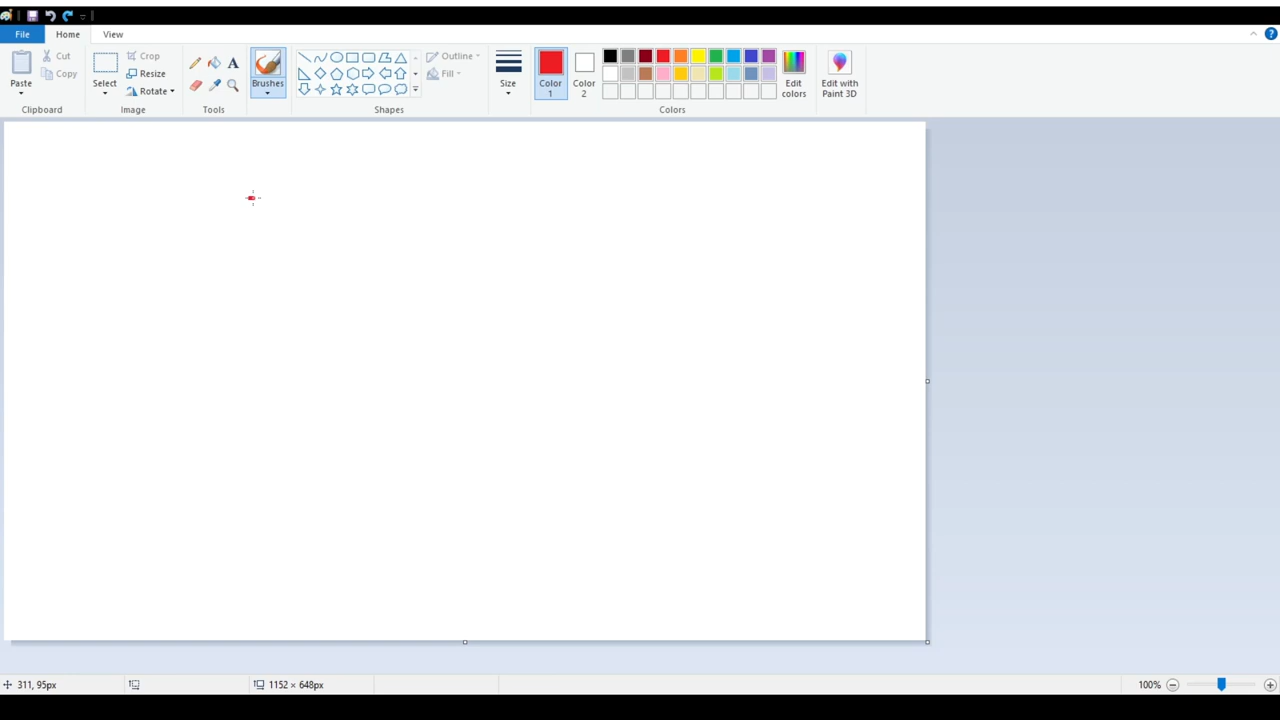 File Home View
Paste Cut Copy Clipboard
Select Crop Resize Rotate Image
A Tools
Brushes
Outline Fill Shapes
Size
Color 1 Color 2 Edit colors Colors
Edit with Paint 3D
311, 95px 1152 × 648px 100%